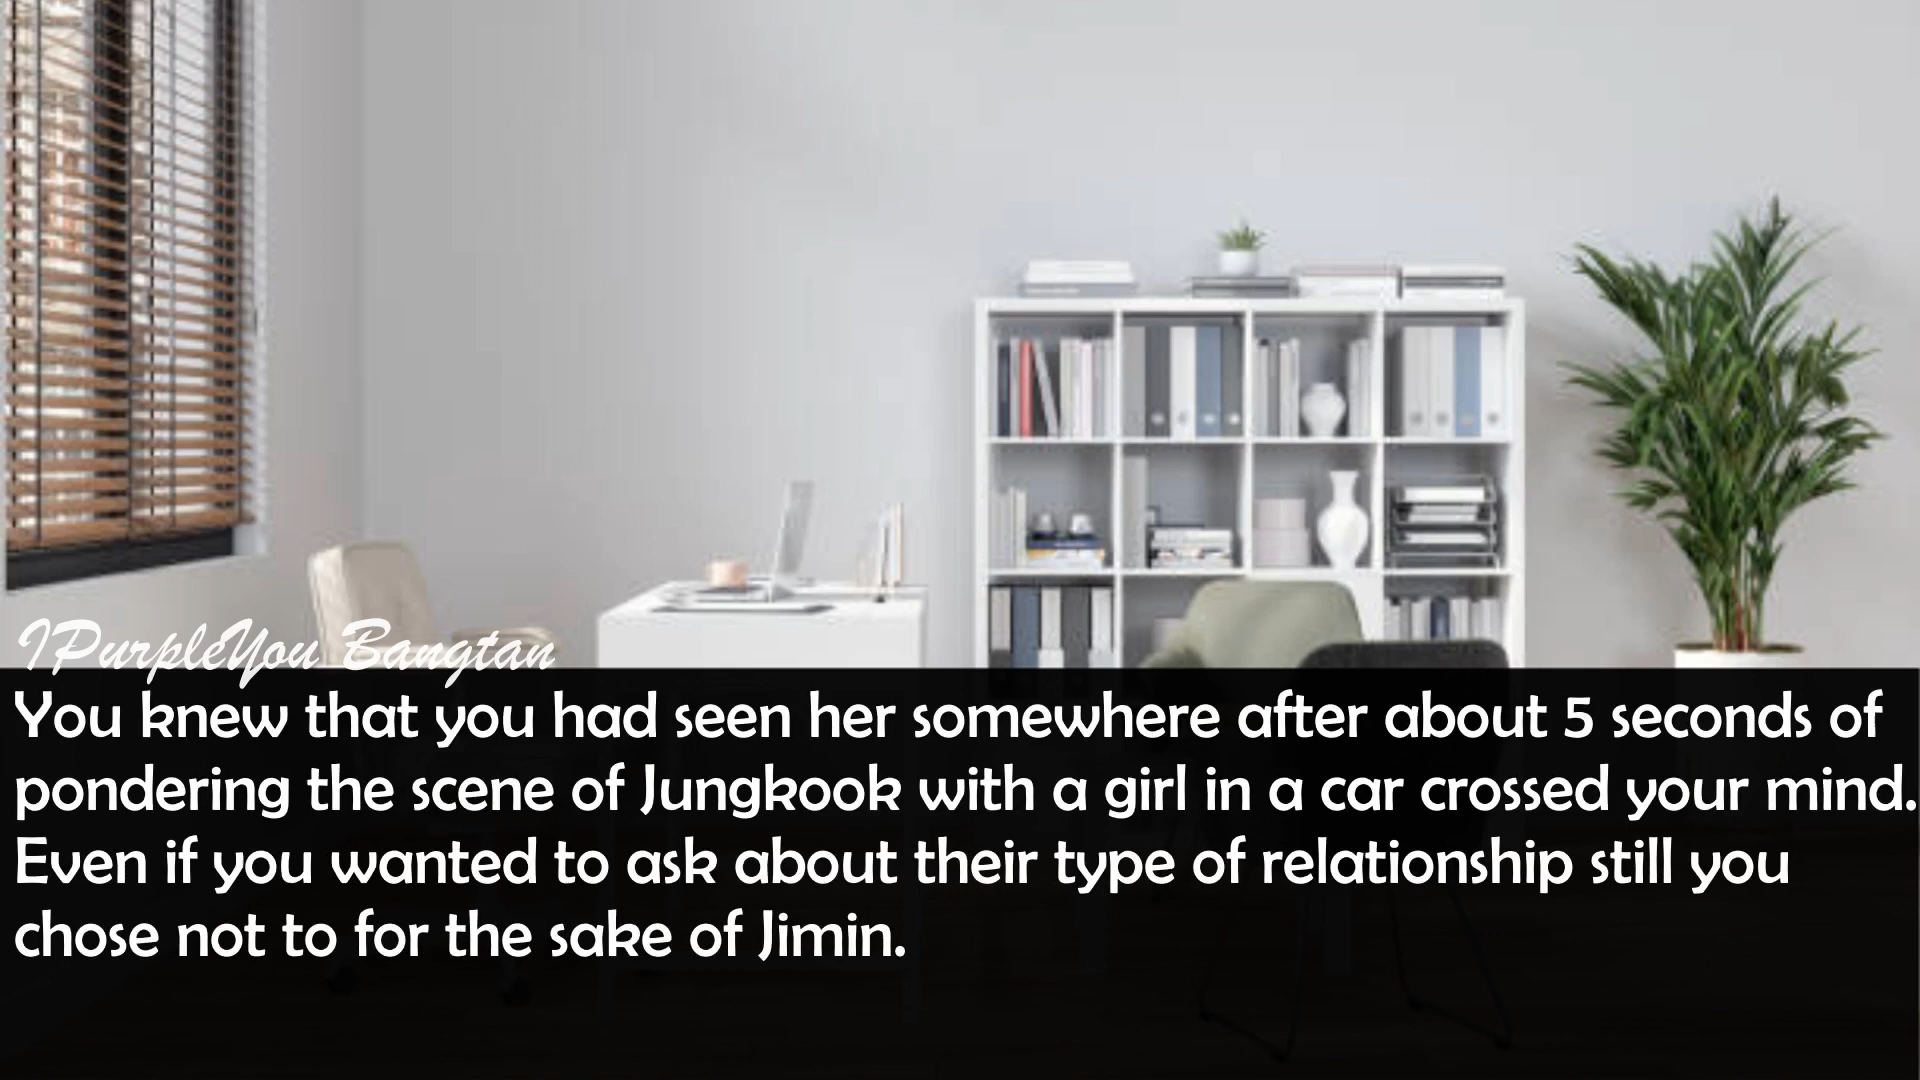 IPurpleYou Bangtan
You knew that you had seen her somewhere after about 5 seconds of
pondering the scene of Jungkook with a girl in a car crossed your mind.
Even if you wanted to ask about their type of relationship still you
chose not to for the sake of Jimin.